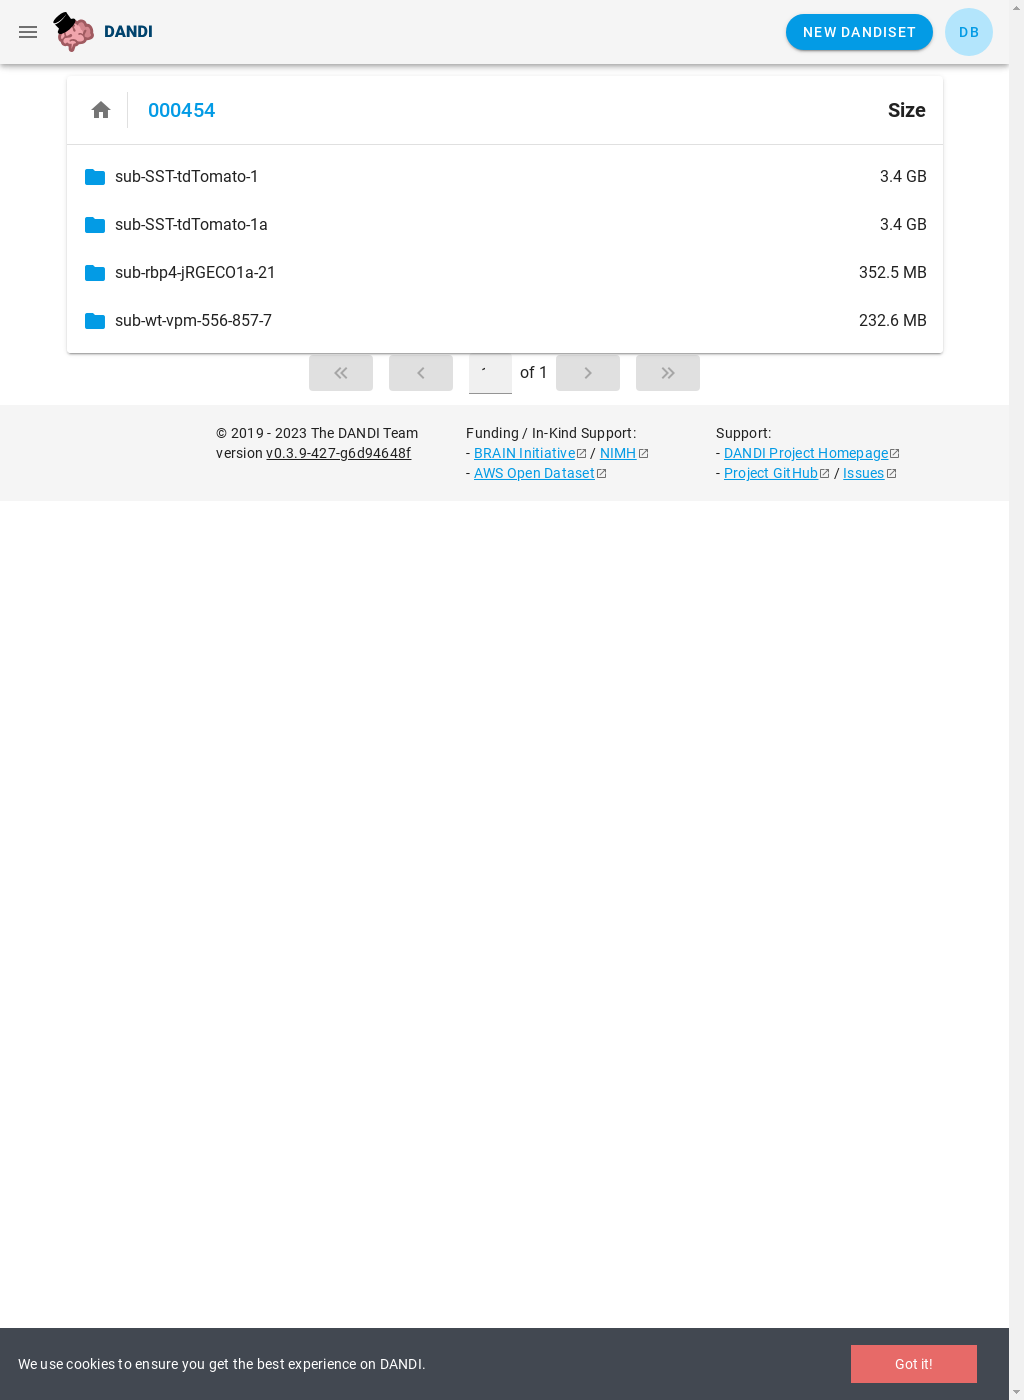 DANDI
NEW DANDISET
DB
000454
Size
sub-SST-tdTomato-1
3.4 GB
sub-SST-tdTomato-1a
3.4 GB
sub-rbp4-jRGECO1a-21
352.5 MB
sub-wt-vpm-556-857-7
232.6 MB
of 1
© 2019 - 2023 The DANDI Team
version v0.3.9-427-g6d94648f
Funding / In-Kind Support:
- BRAIN Initiative / NIMH
- AWS Open Dataset
Support:
- DANDI Project Homepage
- Project GitHub / Issues
We use cookies to ensure you get the best experience on DANDI.
Got it!